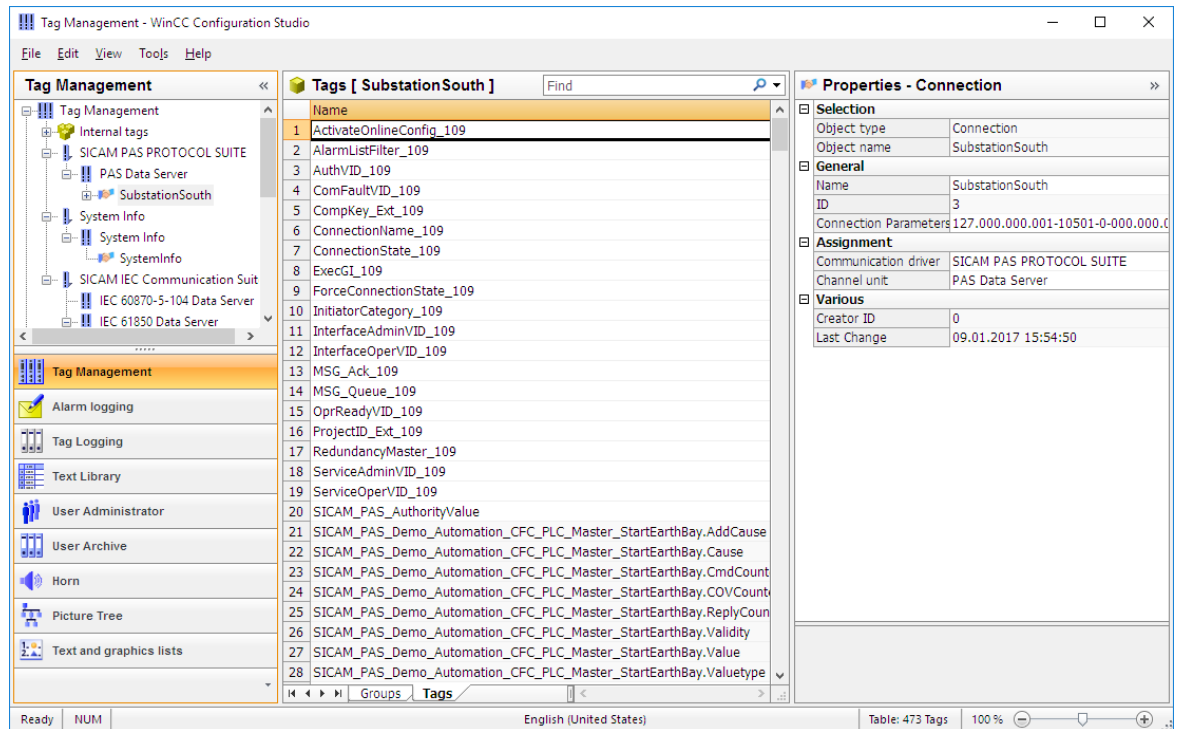 Tag Management - WinCC Configuration Studio
File Edit View Tools Help
Tag Management «
Tag Management
Internal tags
SICAM PAS PROTOCOL SUITE
PAS Data Server
SubstationSouth
System Info
System Info
SystemInfo
SICAM IEC Communication Suit
IEC 60870-5-104 Data Server
IEC 61850 Data Server
Tag Management
Alarm logging
Tag Logging
Text Library
User Administrator
User Archive
Horn
Picture Tree
Text and graphics lists
Tags [ SubstationSouth ] Find
Name
1 ActivateOnlineConfig_109
2 AlarmListFilter_109
3 AuthVID_109
4 ComFaultVID_109
5 CompKey_Ext_109
6 ConnectionName_109
7 ConnectionState_109
8 ExecGI_109
9 ForceConnectionState_109
10 InitiatorCategory_109
11 InterfaceAdminVID_109
12 InterfaceOperVID_109
13 MSG_Ack_109
14 MSG_Queue_109
15 OprReadyVID_109
16 ProjectID_Ext_109
17 RedundancyMaster_109
18 ServiceAdminVID_109
19 ServiceOperVID_109
20 SICAM_PAS_AuthorityValue
21 SICAM_PAS_Demo_Automation_CFC_PLC_Master_StartEarthBay.AddCause
22 SICAM_PAS_Demo_Automation_CFC_PLC_Master_StartEarthBay.Cause
23 SICAM_PAS_Demo_Automation_CFC_PLC_Master_StartEarthBay.CmdCount
24 SICAM_PAS_Demo_Automation_CFC_PLC_Master_StartEarthBay.COVCount
25 SICAM_PAS_Demo_Automation_CFC_PLC_Master_StartEarthBay.ReplyCoun
26 SICAM_PAS_Demo_Automation_CFC_PLC_Master_StartEarthBay.Validity
27 SICAM_PAS_Demo_Automation_CFC_PLC_Master_StartEarthBay.Value
28 SICAM_PAS_Demo_Automation_CFC_PLC_Master_StartEarthBay.Valuetype
Groups Tags
Properties - Connection »
Selection
Object type Connection
Object name SubstationSouth
General
Name SubstationSouth
ID 3
Connection Parameters 127.000.000.001-10501-0-000.000.0
Assignment
Communication driver SICAM PAS PROTOCOL SUITE
Channel unit PAS Data Server
Various
Creator ID 0
Last Change 09.01.2017 15:54:50
Ready NUM English (United States) Table: 473 Tags 100 %